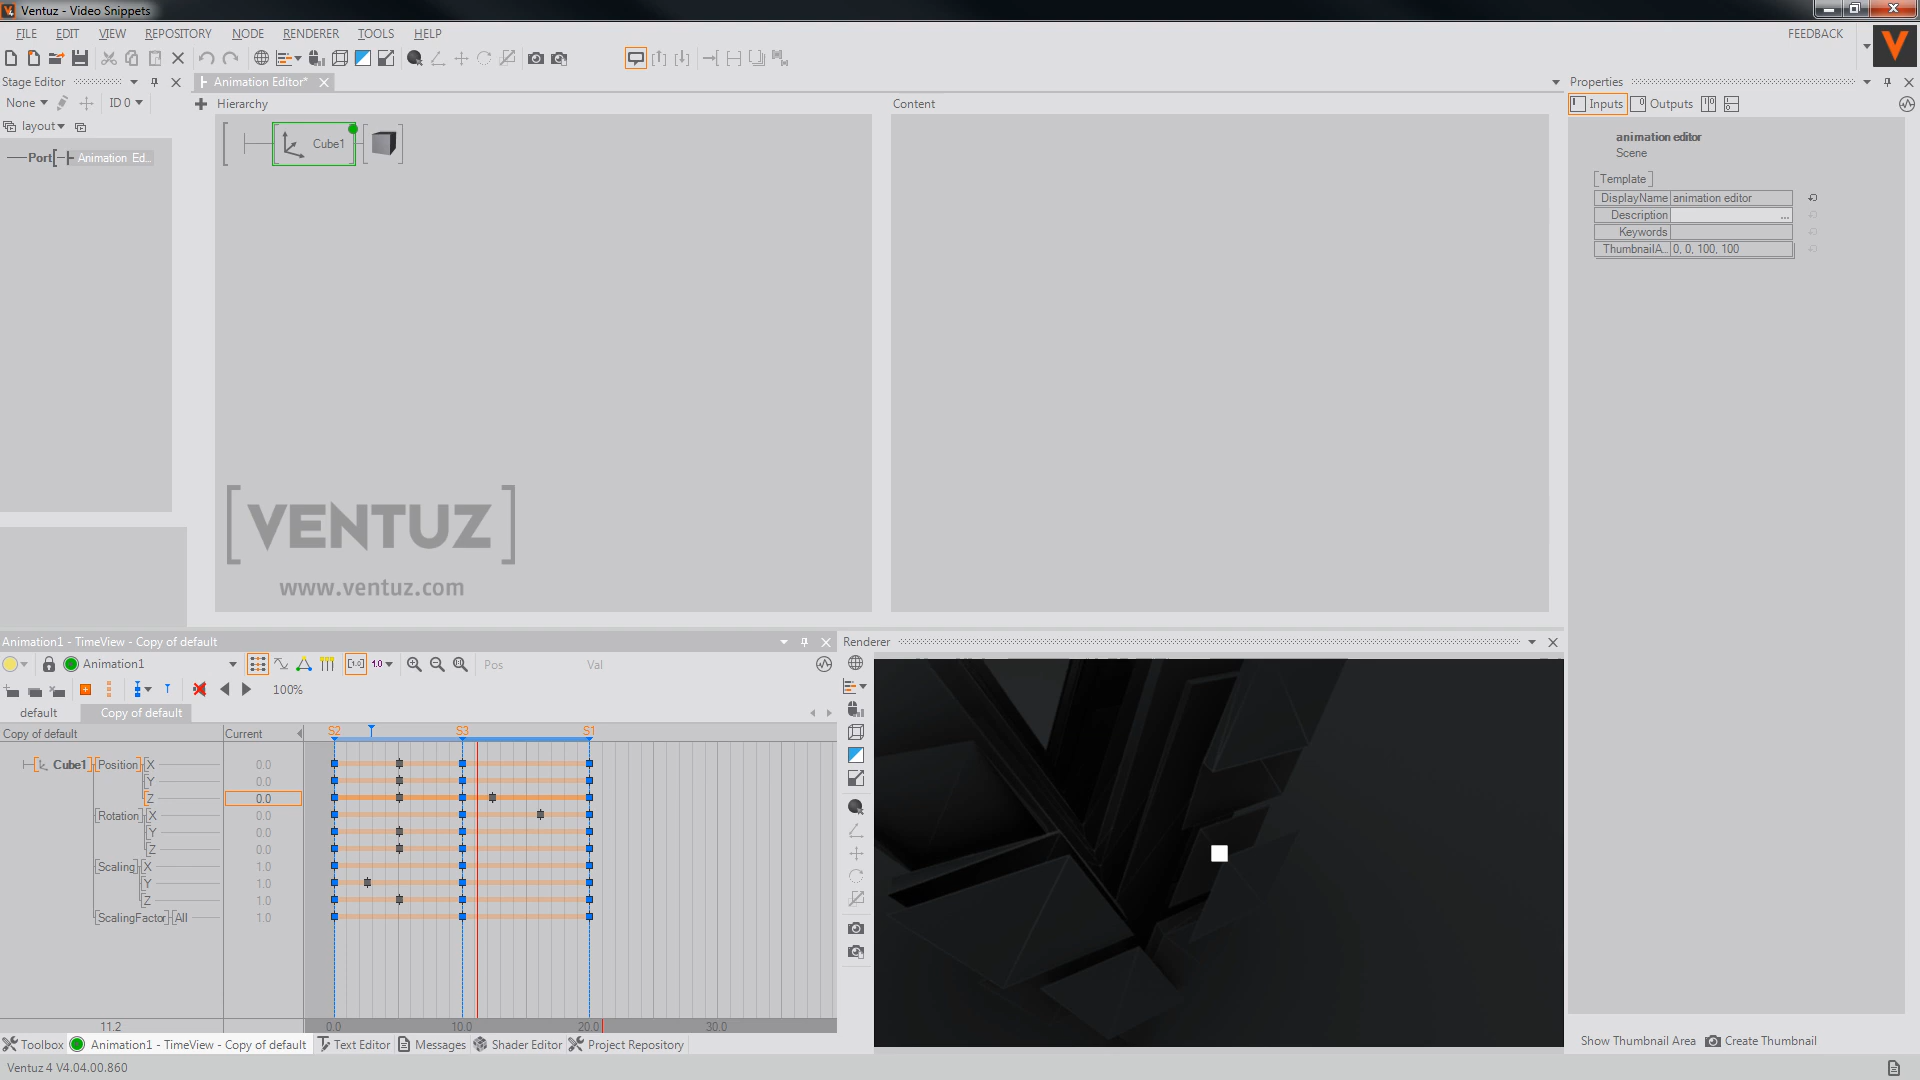 Ventuz - Video Snippets
FILE EDIT VIEW REPOSITORY NODE RENDERER TOOLS HELP
FEEDBACK
Stage Editor
Animation Editor*
Properties
None ID 0
Hierarchy
Content
Inputs Outputs
layout
Port Animation Ed..
Cube1
animation editor
Scene
Template
DisplayName animation editor
Description ...
Keywords
ThumbnailA... 0, 0, 100, 100
[VENTUZ]
www.ventuz.com
Animation1 - TimeView - Copy of default
Renderer
Animation1
1.0
Pos
Val
100%
default Copy of default
Copy of default
Current
S2 S3 S1
Cube1 Position X 0.0
Y 0.0
Z 0.0
Rotation X 0.0
Y 0.0
Z 0.0
Scaling X 1.0
Y 1.0
Z 1.0
ScalingFactor All 1.0
11.2
0.0 10.0 20.0 30.0
Toolbox Animation1 - TimeView - Copy of default Text Editor Messages Shader Editor Project Repository
Show Thumbnail Area Create Thumbnail
Ventuz 4 V4.04.00.860